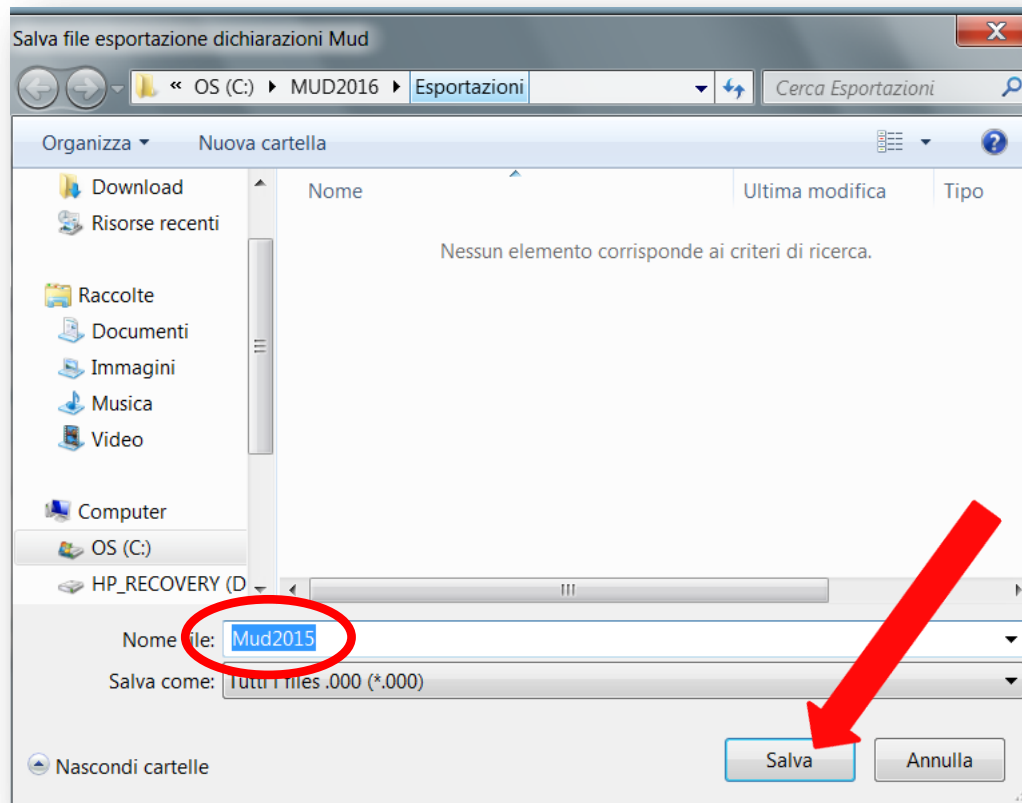 Salva file esportazione dichiarazioni Mud
X
« OS (C:) MUD2016 Esportazioni
Cerca Esportazioni
Organizza Nuova cartella
?
Nome Ultima modifica Tipo
Nessun elemento corrisponde ai criteri di ricerca.
Download
Risorse recenti
Raccolte
Documenti
Immagini
Musica
Video
Computer
OS (C:)
HP_RECOVERY (D
Nome file: Mud2015
Salva come: Tutti i files .000 (*.000)
Nascondi cartelle
Salva Annulla